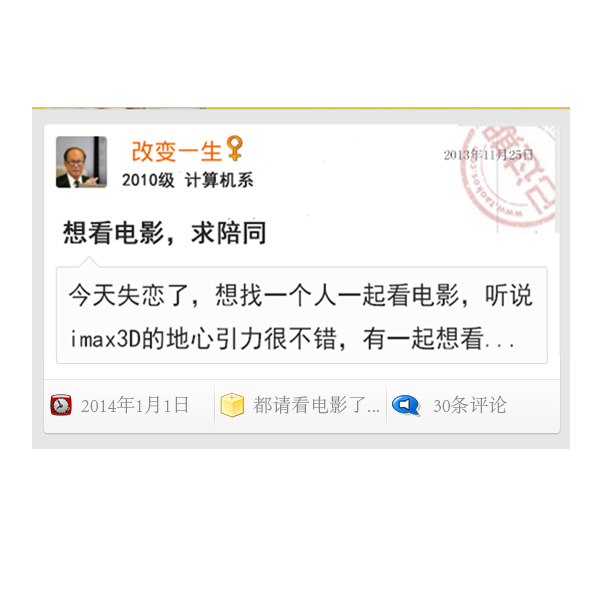 改变一生
2013年11月25日
2010级 计算机系
想看电影，求陪同
今天失恋了，想找一个人一起看电影，听说
imax3D的地心引力很不错，有一起想看...
2014年1月1日
都请看电影了...
30条评论